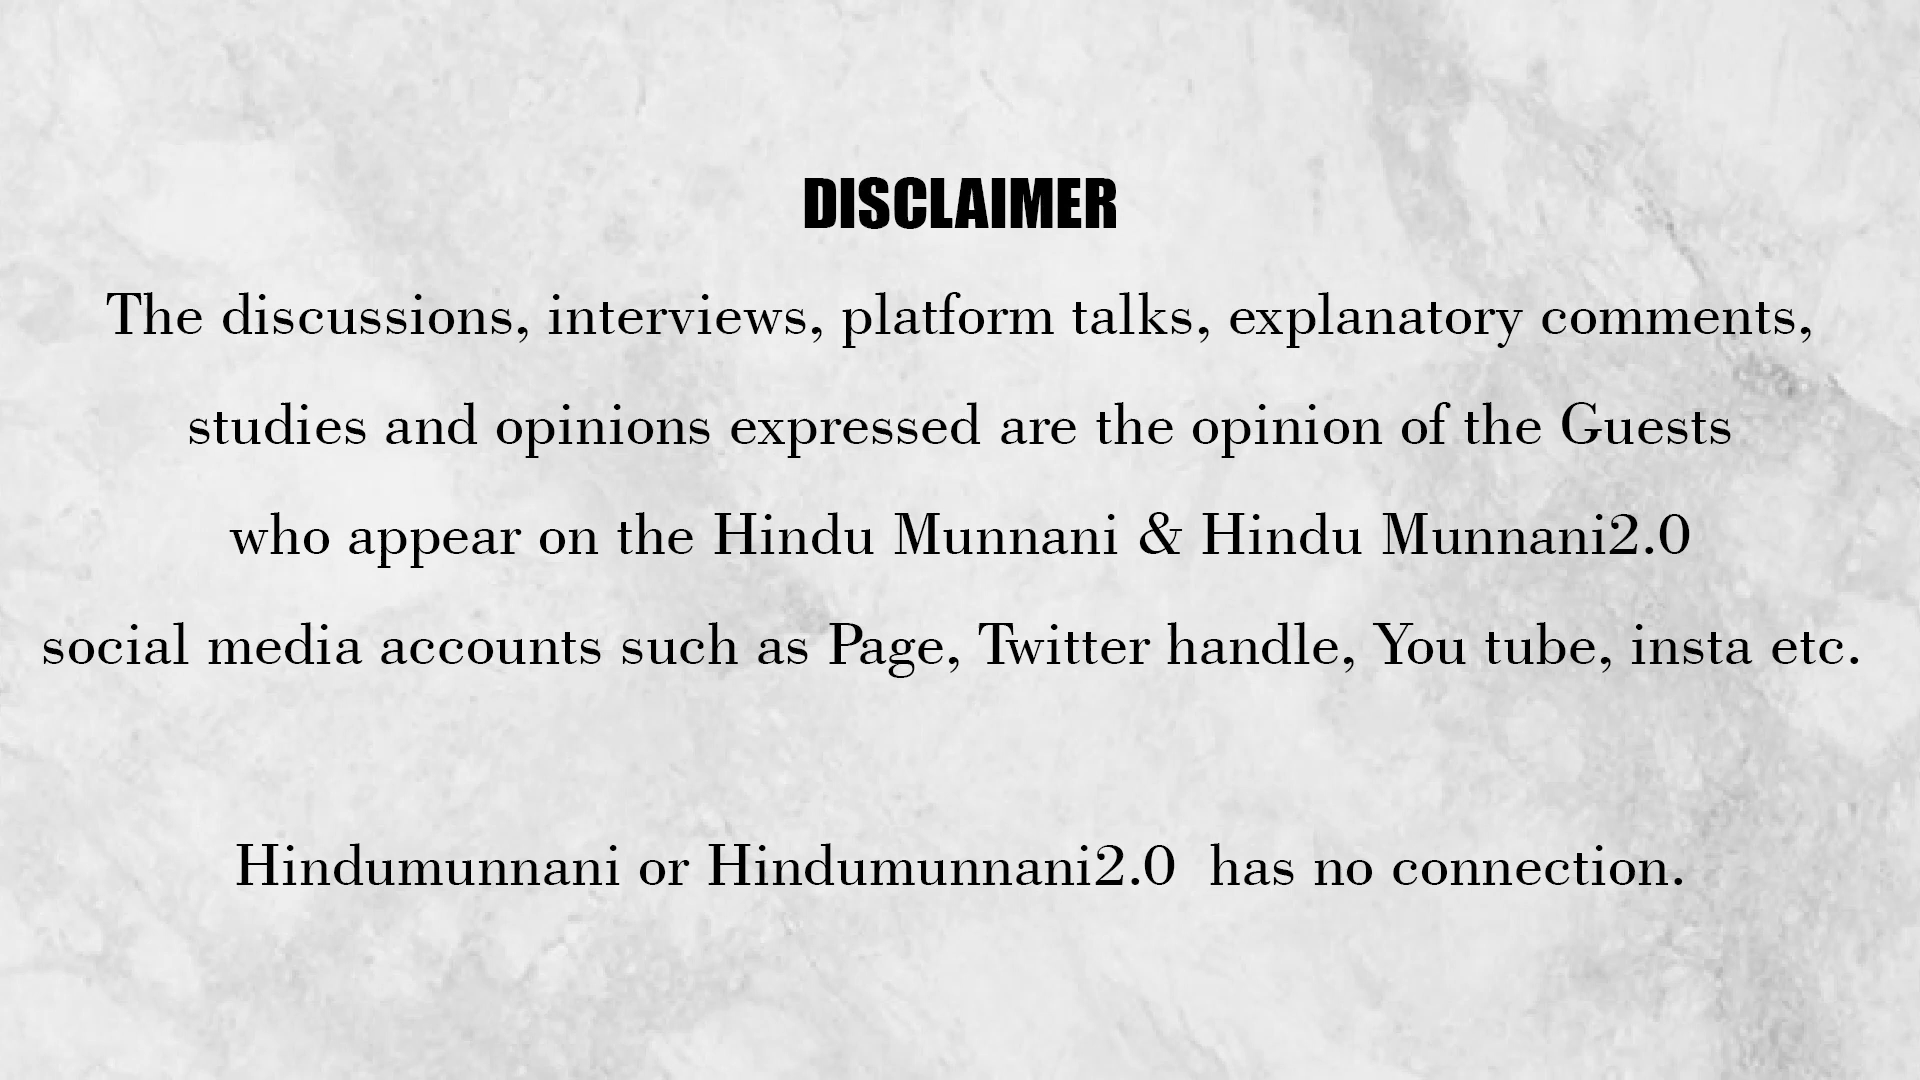 DISCLAIMER
The discussions, interviews, platform talks, explanatory comments,
studies and opinions expressed are the opinion of the Guests
who appear on the Hindu Munnani & Hindu Munnani2.0
social media accounts such as Page, Twitter handle, You tube, insta etc.
Hindumunnani or Hindumunnani2.0  has no connection.